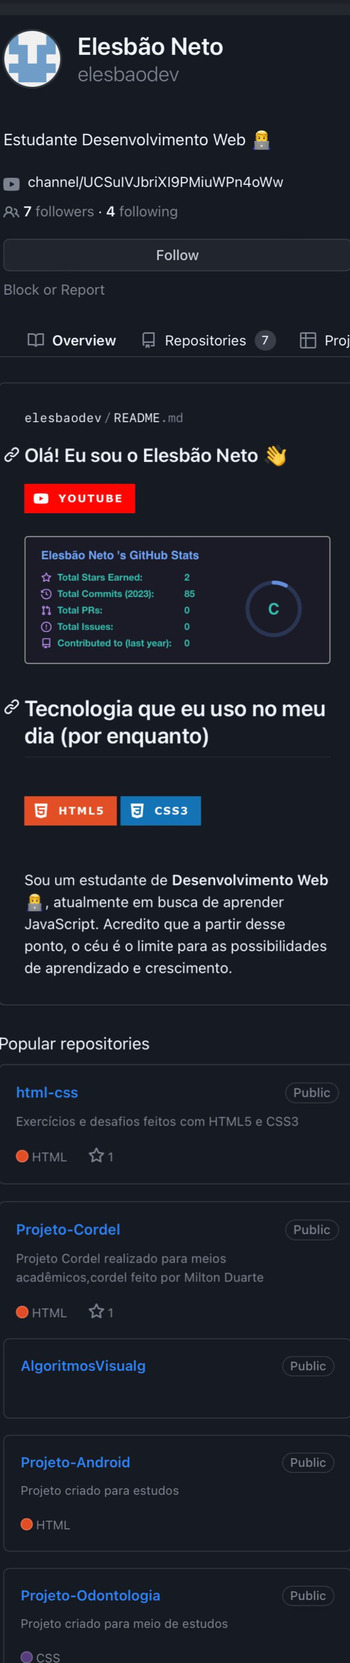 Elesbão Neto
elesbaodev
Estudante Desenvolvimento Web 👨‍💻
channel/UCSulVJbriXI9PMiuWPn4oWw
7 followers · 4 following
Follow
Block or Report
Overview Repositories 7 Proj
elesbaodev/README.md
Olá! Eu sou o Elesbão Neto 👋
YOUTUBE
Elesbão Neto 's GitHub Stats
Total Stars Earned: 2
Total Commits (2023): 85
Total PRs: 0
Total Issues: 0
Contributed to (last year): 0
C
Tecnologia que eu uso no meu
dia (por enquanto)
HTML5 CSS3
Sou um estudante de Desenvolvimento Web
👨‍💻, atualmente em busca de aprender
JavaScript. Acredito que a partir desse
ponto, o céu é o limite para as possibilidades
de aprendizado e crescimento.
Popular repositories
html-css Public
Exercícios e desafios feitos com HTML5 e CSS3
HTML 1
Projeto-Cordel Public
Projeto Cordel realizado para meios
acadêmicos,cordel feito por Milton Duarte
HTML 1
AlgoritmosVisualg Public
Projeto-Android Public
Projeto criado para estudos
HTML
Projeto-Odontologia Public
Projeto criado para meio de estudos
CSS